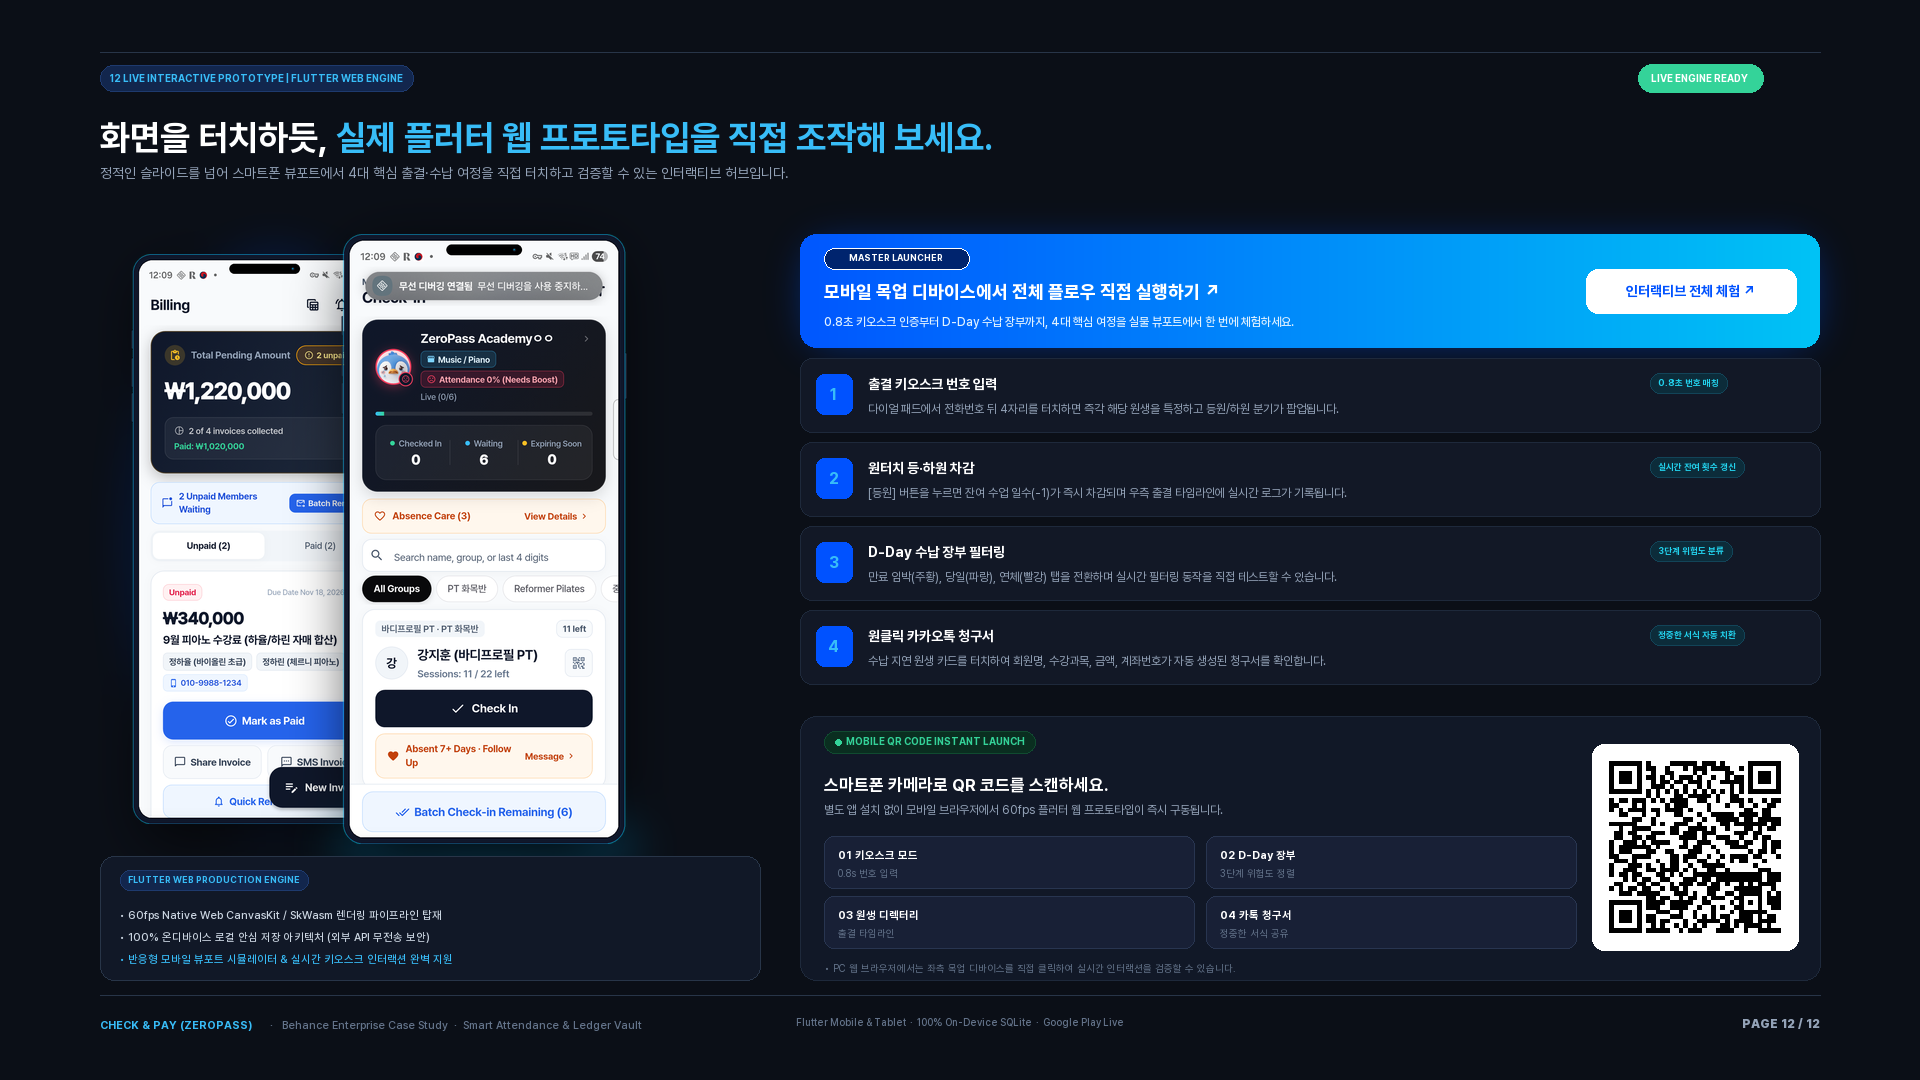 12 LIVE INTERACTIVE PROTOTYPE | FLUTTER WEB ENGINE
LIVE ENGINE READY
화면을 터치하듯, 실제 플러터 웹 프로토타입을 직접 조작해 보세요.
정적인 슬라이드를 넘어 스마트폰 뷰포트에서 4대 핵심 출결·수납 여정을 직접 터치하고 검증할 수 있는 인터랙티브 허브입니다.
12:09
Billing
Total Pending Amount
2 unpai
₩1,220,000
2 of 4 invoices collected
Paid: ₩1,020,000
2 Unpaid Members
Waiting
Batch Re
Unpaid (2)
Paid (2)
Unpaid
Due Date Nov 18, 2026
₩340,000
9월 피아노 수강료 (하율/하린 자매 합산)
정하율 (바이올린 초급)
정하린 (체르니 피아노)
010-9988-1234
Mark as Paid
Share Invoice
SMS Invoi
Quick Re
New Inv
12:09
74
무선 디버깅 연결됨 무선 디버깅을 사용 중지하...
Check-in
ZeroPass Academyㅇㅇ
Music / Piano
Attendance 0% (Needs Boost)
Live (0/6)
Checked In
Waiting
Expiring Soon
0
6
0
Absence Care (3)
View Details
Search name, group, or last 4 digits
All Groups
PT 화목반
Reformer Pilates
바디프로필 PT · PT 화목반
11 left
강
강지훈 (바디프로필 PT)
Sessions: 11 / 22 left
Check In
Absent 7+ Days · Follow
Up
Message
Batch Check-in Remaining (6)
FLUTTER WEB PRODUCTION ENGINE
• 60fps Native Web CanvasKit / SkWasm 렌더링 파이프라인 탑재
• 100% 온디바이스 로컬 안심 저장 아키텍처 (외부 API 무전송 보안)
• 반응형 모바일 뷰포트 시뮬레이터 & 실시간 키오스크 인터랙션 완벽 지원
MASTER LAUNCHER
모바일 목업 디바이스에서 전체 플로우 직접 실행하기 ↗
0.8초 키오스크 인증부터 D-Day 수납 장부까지, 4대 핵심 여정을 실물 뷰포트에서 한 번에 체험하세요.
인터랙티브 전체 체험 ↗
1
출결 키오스크 번호 입력
0.8초 번호 매칭
다이얼 패드에서 전화번호 뒤 4자리를 터치하면 즉각 해당 원생을 특정하고 등원/하원 분기가 팝업됩니다.
2
원터치 등·하원 차감
실시간 잔여 횟수 갱신
[등원] 버튼을 누르면 잔여 수업 일수(-1)가 즉시 차감되며 우측 출결 타임라인에 실시간 로그가 기록됩니다.
3
D-Day 수납 장부 필터링
3단계 위험도 분류
만료 임박(주황), 당일(파랑), 연체(빨강) 탭을 전환하며 실시간 필터링 동작을 직접 테스트할 수 있습니다.
4
원클릭 카카오톡 청구서
정중한 서식 자동 치환
수납 지연 원생 카드를 터치하여 회원명, 수강과목, 금액, 계좌번호가 자동 생성된 청구서를 확인합니다.
MOBILE QR CODE INSTANT LAUNCH
스마트폰 카메라로 QR 코드를 스캔하세요.
별도 앱 설치 없이 모바일 브라우저에서 60fps 플러터 웹 프로토타입이 즉시 구동됩니다.
01 키오스크 모드
0.8s 번호 입력
02 D-Day 장부
3단계 위험도 정렬
03 원생 디렉터리
출결 타임라인
04 카톡 청구서
정중한 서식 공유
• PC 웹 브라우저에서는 좌측 목업 디바이스를 직접 클릭하여 실시간 인터랙션을 검증할 수 있습니다.
CHECK & PAY (ZEROPASS) · Behance Enterprise Case Study · Smart Attendance & Ledger Vault
Flutter Mobile & Tablet · 100% On-Device SQLite · Google Play Live
PAGE 12 / 12